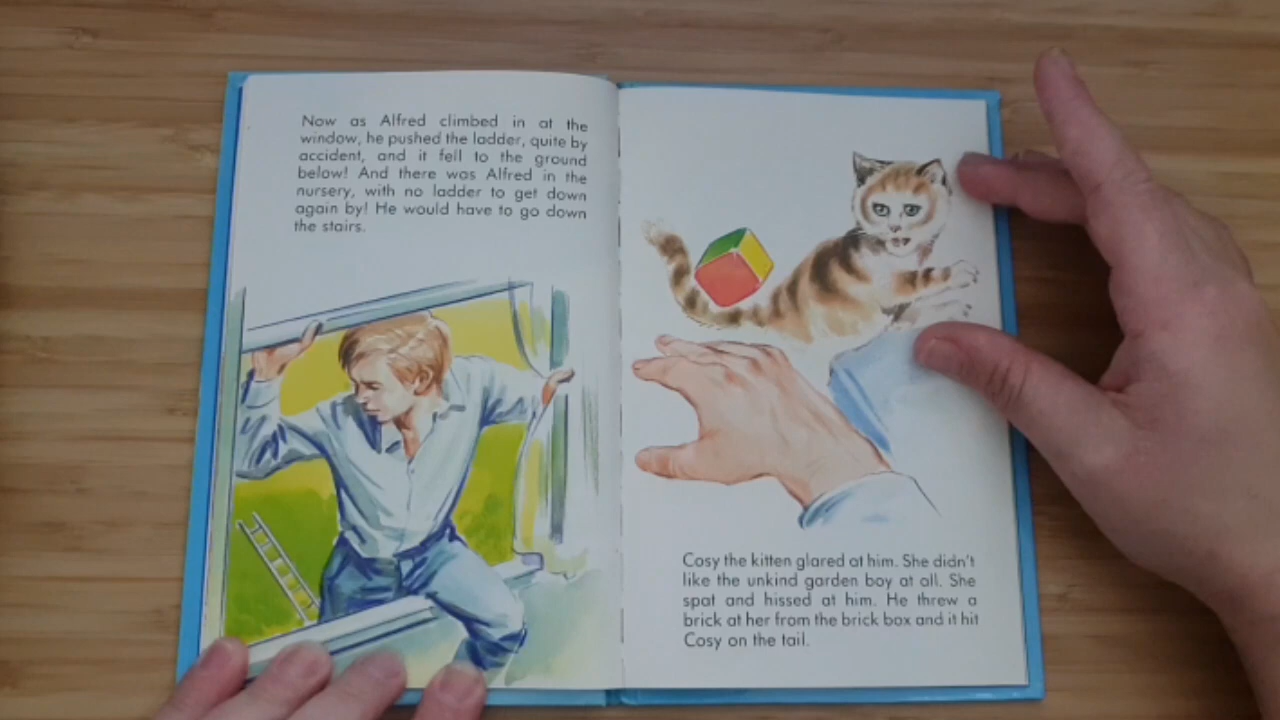 Now as Alfred climbed in at the
window, he pushed the ladder, quite by
accident, and it fell to the ground
below! And there was Alfred in the
nursery, with no ladder to get down
again by! He would have to go down
the stairs.
Cosy the kitten glared at him. She didn't
like the unkind garden boy at all. She
spat and hissed at him. He threw a
brick at her from the brick box and it hit
Cosy on the tail.